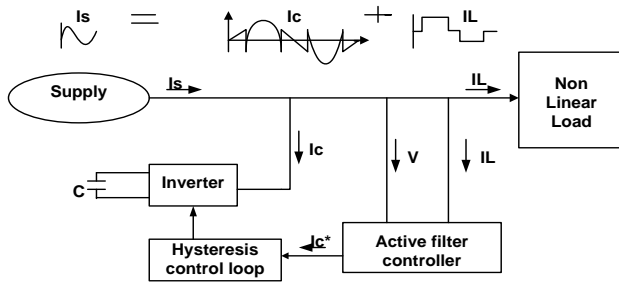 Is = Ic + IL
Supply
Is
IL
Non
Linear
Load
Ic
V
IL
C
Inverter
Hysteresis
control loop
Ic*
Active filter
controller